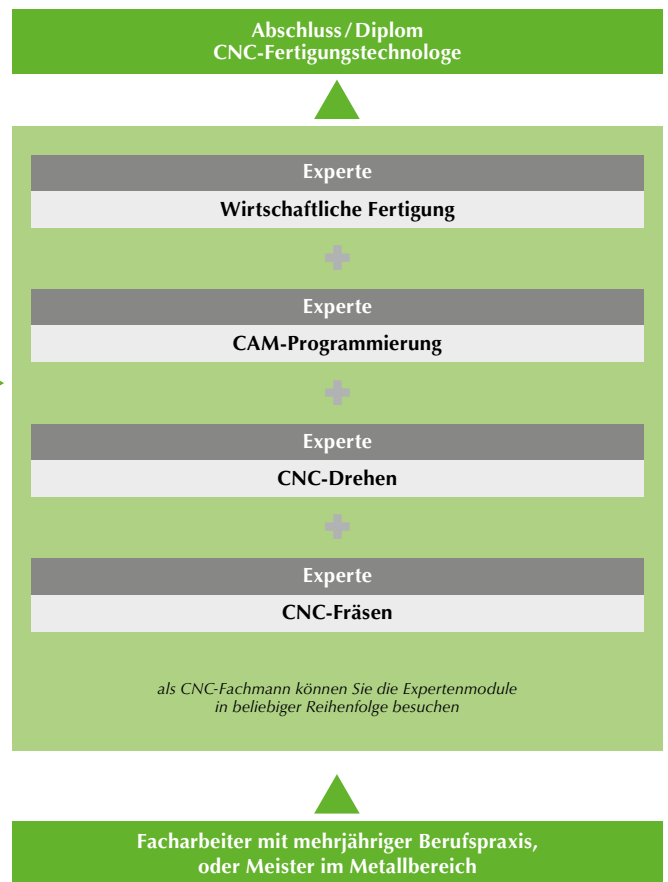 Abschluss / Diplom
CNC-Fertigungstechnologe
Experte
Wirtschaftliche Fertigung
Experte
CAM-Programmierung
Experte
CNC-Drehen
Experte
CNC-Fräsen
als CNC-Fachmann können Sie die Expertenmodule
in beliebiger Reihenfolge besuchen
Facharbeiter mit mehrjähriger Berufspraxis,
oder Meister im Metallbereich